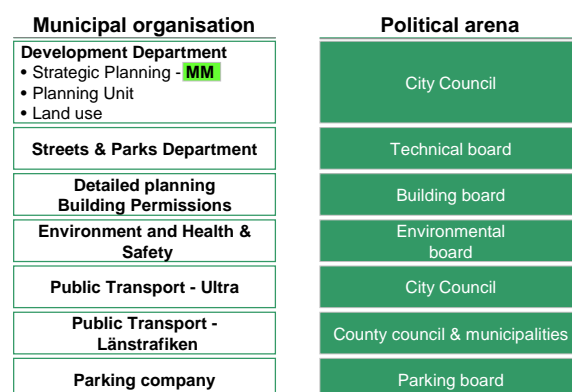 Municipal organisation
Political arena
Development Department
• Strategic Planning - MM
• Planning Unit
• Land use
City Council
Streets & Parks Department
Technical board
Detailed planning
Building Permissions
Building board
Environment and Health &
Safety
Environmental
board
Public Transport - Ultra
City Council
Public Transport -
Länstrafiken
County council & municipalities
Parking company
Parking board